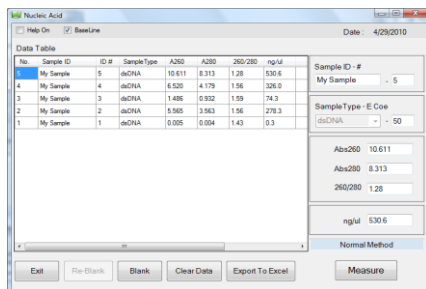 Nucleic Acid
Help On BaseLine Date : 4/29/2010
Data Table
No. Sample ID ID # SampleType A260 A280 260/280 ng/ul
5 My Sample 5 dsDNA 10.611 8.313 1.28 530.6
4 My Sample 4 dsDNA 6.520 4.179 1.56 326.0
3 My Sample 3 dsDNA 1.486 0.932 1.59 74.3
2 My Sample 2 dsDNA 5.565 3.563 1.56 278.3
1 My Sample 1 dsDNA 0.005 0.004 1.43 0.3
Sample ID - #
My Sample - 5
SampleType - E Coe
dsDNA - 50
Abs260 10.611
Abs280 8.313
260/280 1.28
ng/ul 530.6
Normal Method
Exit Re-Blank Blank Clear Data Export To Excel Measure